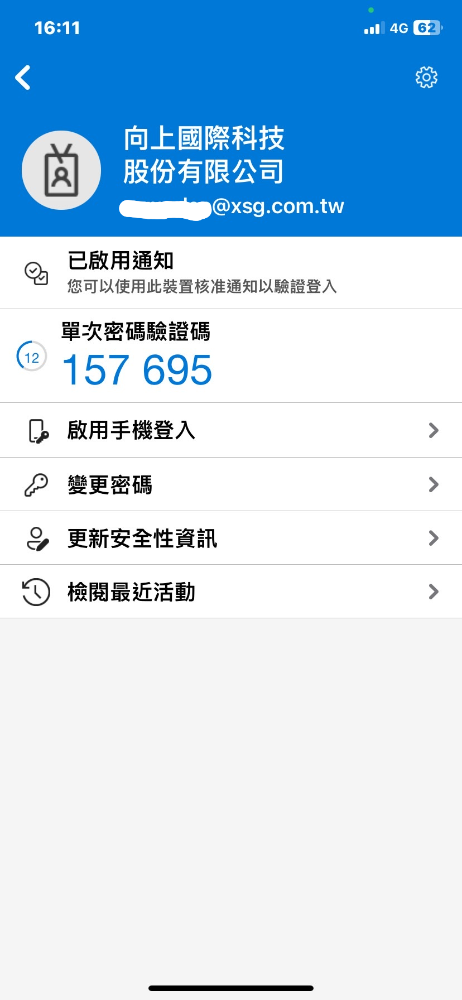 16:11
4G 62
向上國際科技
股份有限公司
@xsg.com.tw
已啟用通知
您可以使用此裝置核准通知以驗證登入
單次密碼驗證碼
12
157 695
啟用手機登入
變更密碼
更新安全性資訊
檢閱最近活動